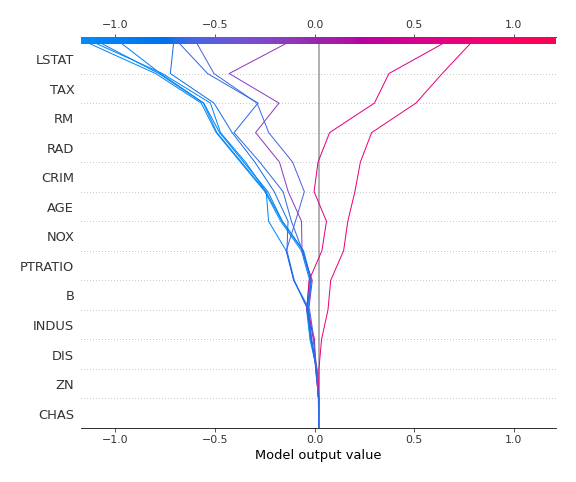 −1.0 −0.5 0.0 0.5 1.0
LSTAT
TAX
RM
RAD
CRIM
AGE
NOX
PTRATIO
B
INDUS
DIS
ZN
CHAS
−1.0 −0.5 0.0 0.5 1.0
Model output value